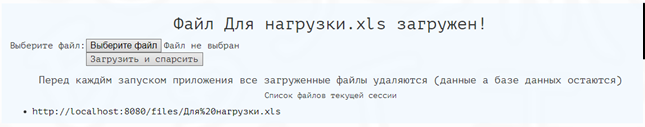 Файл Для нагрузки.xls загружен!
Выберите файл: Выберите файл Файл не выбран
Загрузить и спарсить
Перед каждйм запуском приложения все загруженные файлы удаляются (данные а базе данных остаются)
Список файлов текущей сессии
• http://localhost:8080/files/Для%20нагрузки.xls